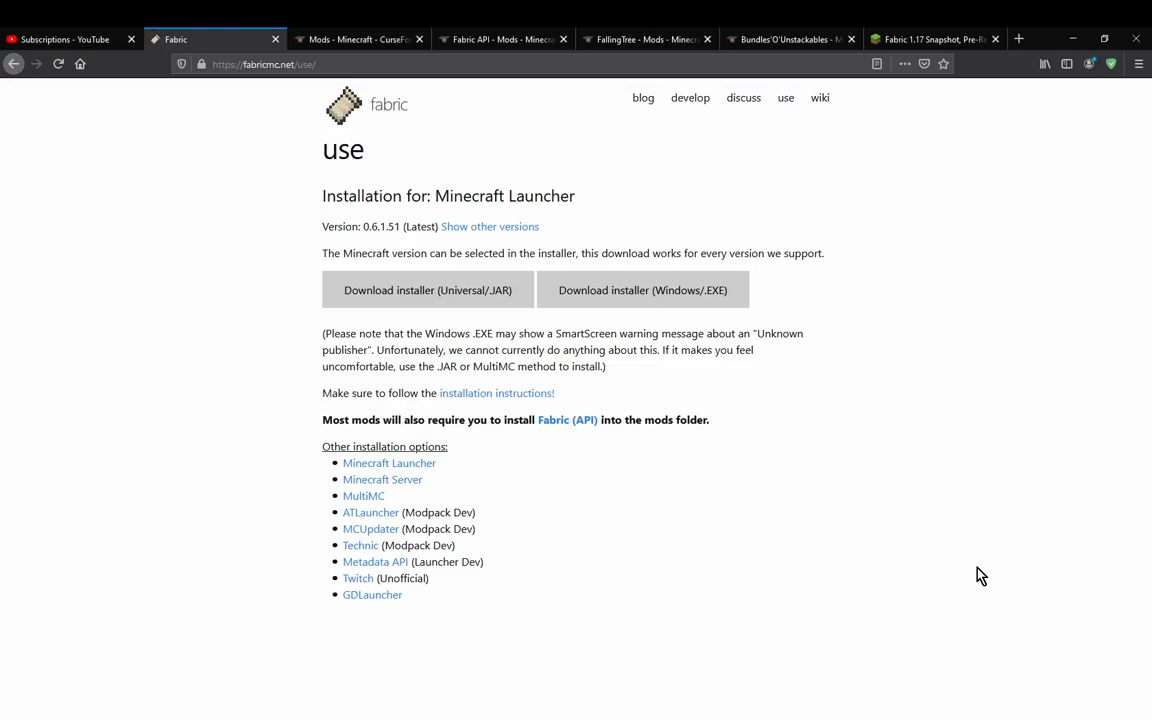 Subscriptions - YouTube
Fabric
Mods - Minecraft - CurseFo
Fabric API - Mods - Minecra
FallingTree - Mods - Minecra
Bundles'O'Unstackables - M
Fabric 1.17 Snapshot, Pre-Re
https://fabricmc.net/use/
fabric
blog develop discuss use wiki
use
Installation for: Minecraft Launcher
Version: 0.6.1.51 (Latest) Show other versions
The Minecraft version can be selected in the installer, this download works for every version we support.
Download installer (Universal/.JAR) Download installer (Windows/.EXE)
(Please note that the Windows .EXE may show a SmartScreen warning message about an "Unknown
publisher". Unfortunately, we cannot currently do anything about this. If it makes you feel
uncomfortable, use the .JAR or MultiMC method to install.)
Make sure to follow the installation instructions!
Most mods will also require you to install Fabric (API) into the mods folder.
Other installation options:
Minecraft Launcher
Minecraft Server
MultiMC
ATLauncher (Modpack Dev)
MCUpdater (Modpack Dev)
Technic (Modpack Dev)
Metadata API (Launcher Dev)
Twitch (Unofficial)
GDLauncher